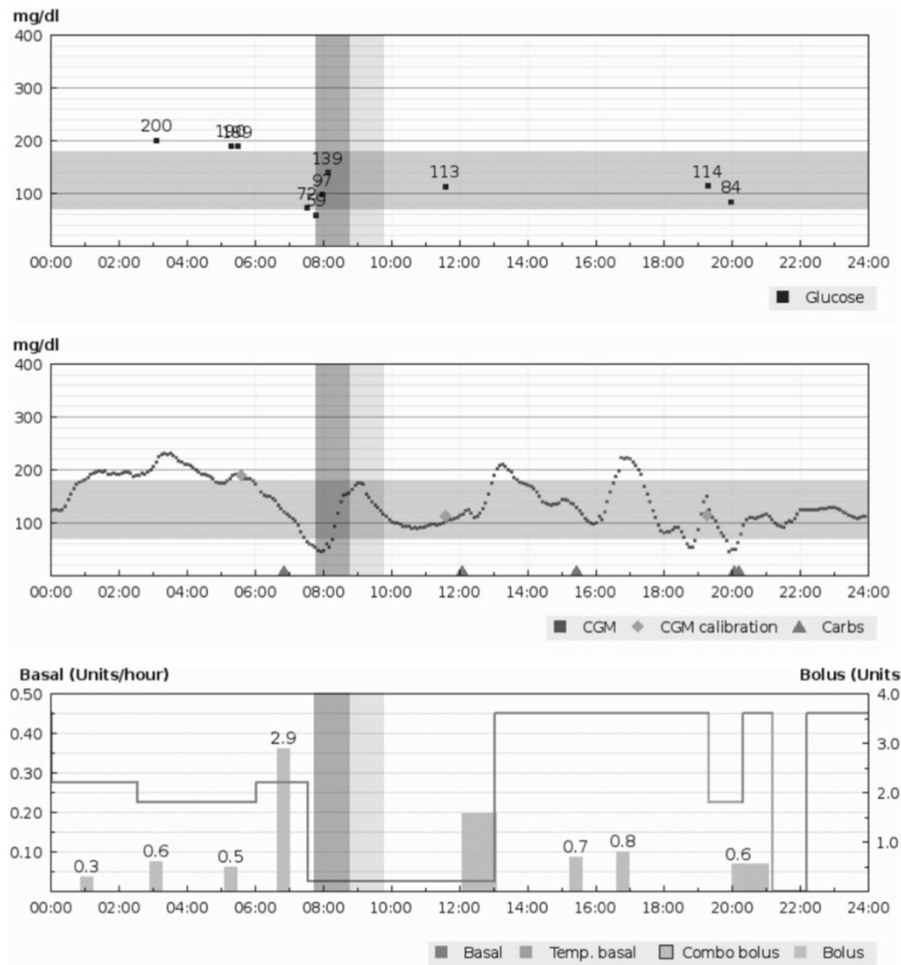 mg/dl
400
300
200
100
200
190
189
139
97
72
59
113
114
84
00:00 02:00 04:00 06:00 08:00 10:00 12:00 14:00 16:00 18:00 20:00 22:00 24:00
Glucose
mg/dl
400
300
200
100
00:00 02:00 04:00 06:00 08:00 10:00 12:00 14:00 16:00 18:00 20:00 22:00 24:00
CGM CGM calibration Carbs
Basal (Units/hour) Bolus (Units
0.50 4.0
0.40
2.9
3.0
0.30
2.0
0.20
0.10 1.0
0.3 0.6 0.5 0.7 0.8 0.6
00:00 02:00 04:00 06:00 08:00 10:00 12:00 14:00 16:00 18:00 20:00 22:00 24:00
Basal Temp. basal Combo bolus Bolus